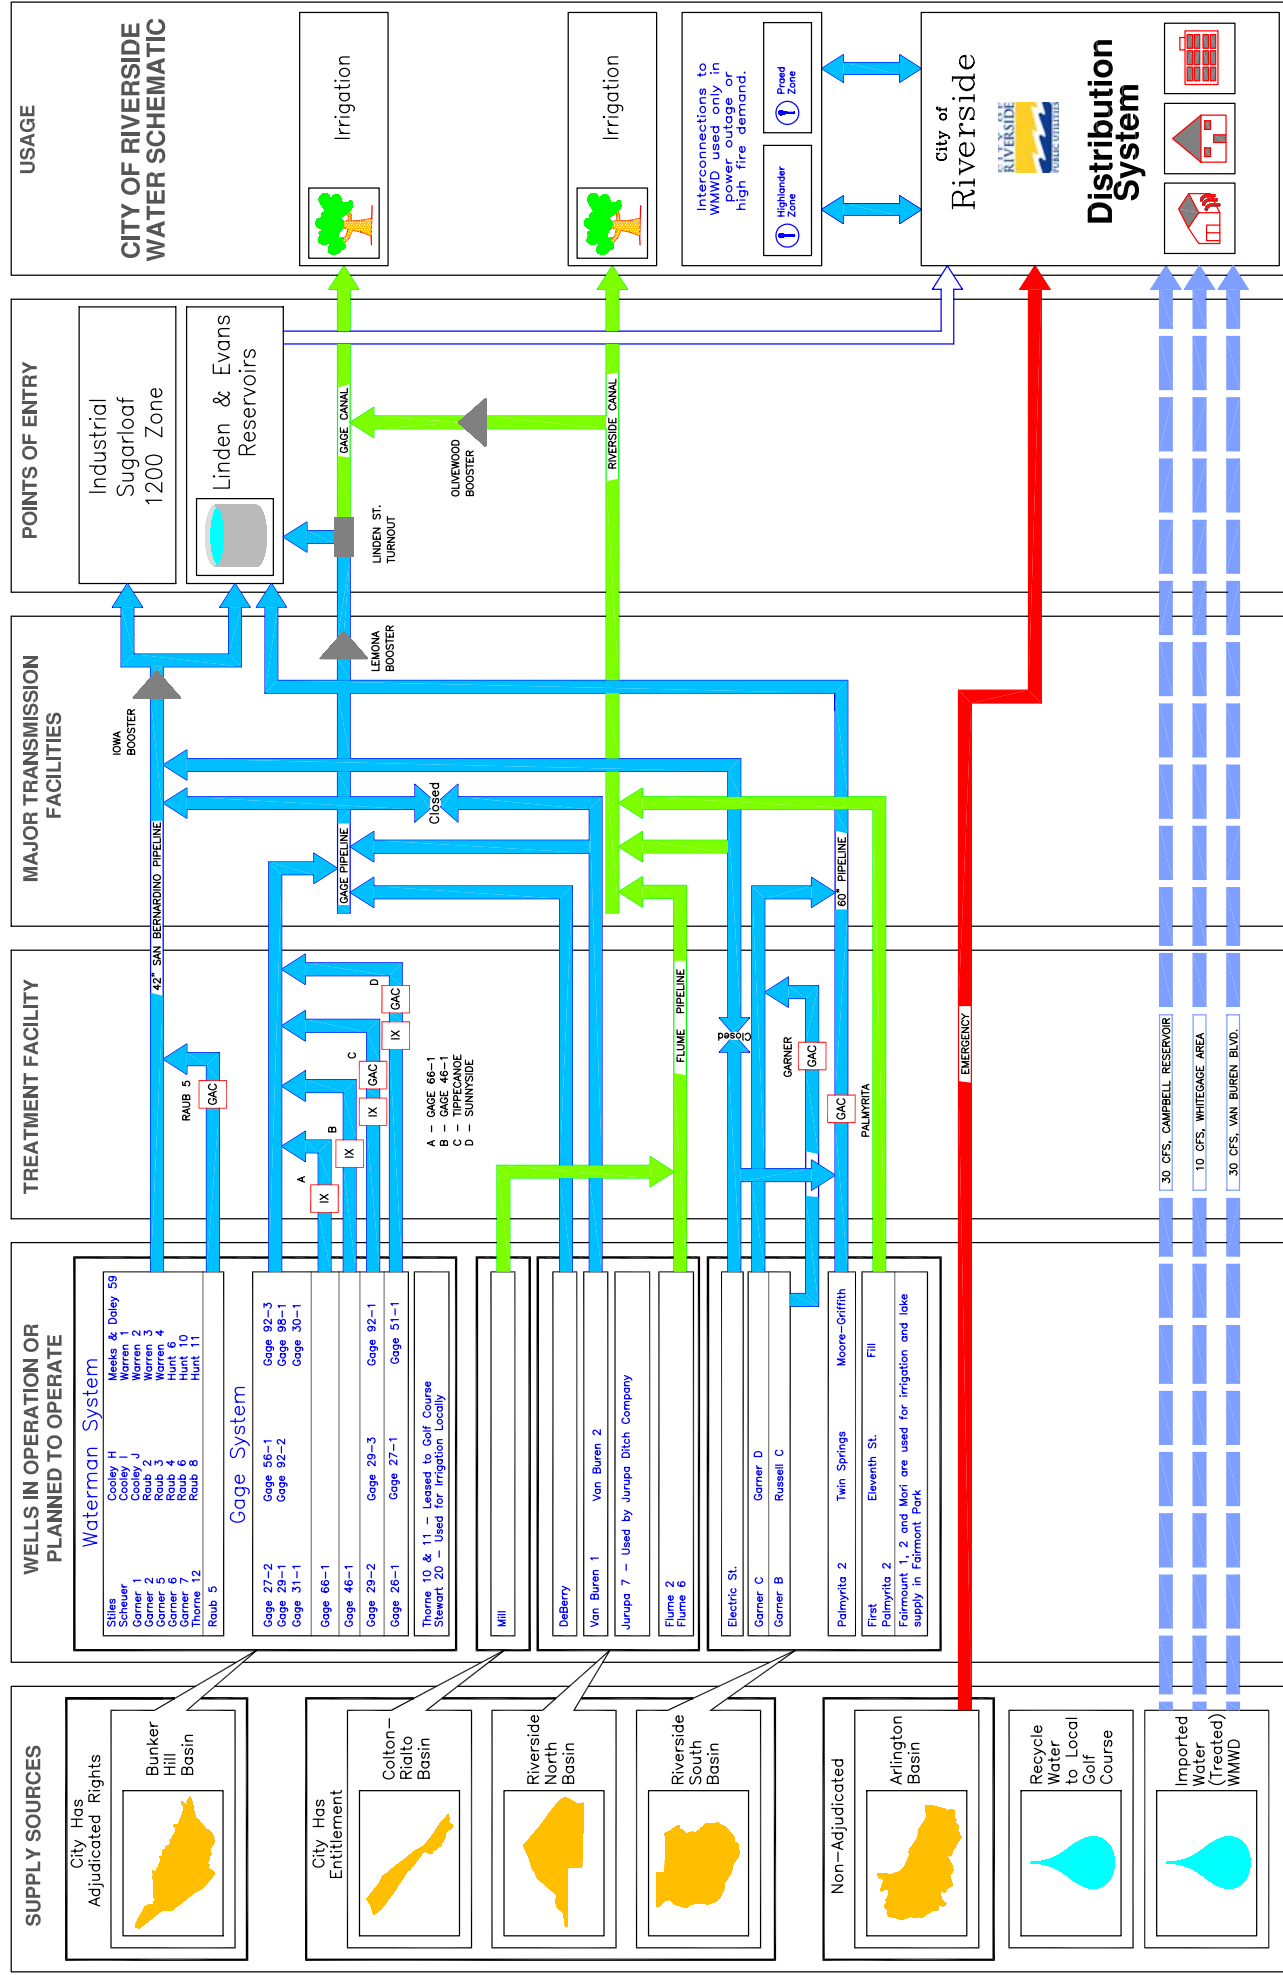 CITY OF RIVERSIDE
WATER SCHEMATIC
SUPPLY SOURCES
WELLS IN OPERATION OR
PLANNED TO OPERATE
TREATMENT FACILITY
MAJOR TRANSMISSION
FACILITIES
POINTS OF ENTRY
USAGE
City Has
Adjudicated Rights
Bunker
Hill
Basin
City Has
Entitlement
Colton–
Rialto
Basin
Riverside
North
Basin
Riverside
South
Basin
Non–Adjudicated
Arlington
Basin
Recycle
Water
to Local
Golf
Course
Imported
Water
(Treated)
WMWD
Waterman System
Stiles Cooley H Meeks & Daley 59
Scheuer Cooley I Warren 1
Garner 1 Cooley J Warren 2
Garner 2 Raub 2 Warren 3
Garner 5 Raub 3 Warren 4
Garner 6 Raub 4 Hunt 6
Garner 7 Raub 6 Hunt 10
Thorne 12 Raub 8 Hunt 11
Raub 5
Gage System
Gage 27–2 Gage 56–1 Gage 92–3
Gage 29–1 Gage 92–2 Gage 98–1
Gage 31–1 Gage 30–1
Gage 66–1
Gage 46–1
Gage 29–2 Gage 29–3 Gage 92–1
Gage 26–1 Gage 27–1 Gage 51–1
Thorne 10 & 11 – Leased to Golf Course
Stewart 20 – Used for Irrigation Locally
Mill
DeBerry
Van Buren 1 Van Buren 2
Jurupa 7 – Used by Jurupa Ditch Company
Flume 2
Flume 6
Electric St.
Garner C Garner D
Garner B Russell C
Palmyrita 2 Twin Springs Moore–Griffith
First Eleventh St. Fill
Palmyrita 2
Fairmount 1, 2 and Mori are used for irrigation and lake
supply in Fairmont Park
RAUB 5
GAC
A
IX
B
IX
C
IX
GAC
D
IX
GAC
A – GAGE 66–1
B – GAGE 46–1
C – TIPPECANOE
D – SUNNYSIDE
FLUME PIPELINE
Closed
GARNER
GAC
GAC
PALMYRITA
EMERGENCY
30 CFS, CAMPBELL RESERVOIR
10 CFS, WHITEGAGE AREA
30 CFS, VAN BUREN BLVD.
42" SAN BERNARDINO PIPELINE
IOWA
BOOSTER
GAGE PIPELINE
LEMONA
BOOSTER
Closed
60" PIPELINE
Industrial
Sugarloaf
1200 Zone
Linden & Evans
Reservoirs
LINDEN ST.
TURNOUT
GAGE CANAL
OLIVEWOOD
BOOSTER
RIVERSIDE CANAL
Irrigation
Irrigation
Interconnections to
WMWD used only in
power outage or
high fire demand.
Highlander
Zone
Praed
Zone
City of
Riverside
CITY OF
RIVERSIDE
PUBLIC UTILITIES
Distribution
System